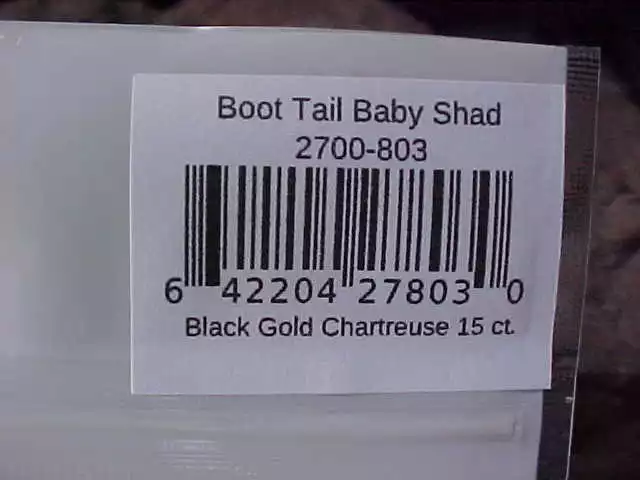 Boot Tail Baby Shad
2700-803
6 42204 27803 0
Black Gold Chartreuse 15 ct.